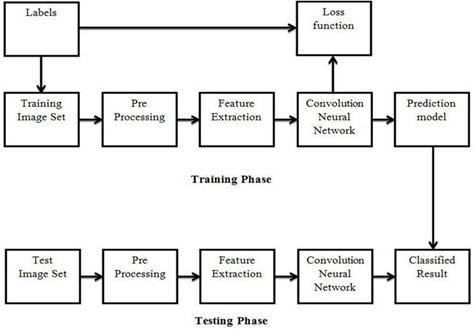 Labels
Loss
function
Training
Image Set
Pre
Processing
Feature
Extraction
Convolution
Neural
Network
Prediction
model
Training Phase
Test
Image Set
Pre
Processing
Feature
Extraction
Convolution
Neural
Network
Classified
Result
Testing Phase